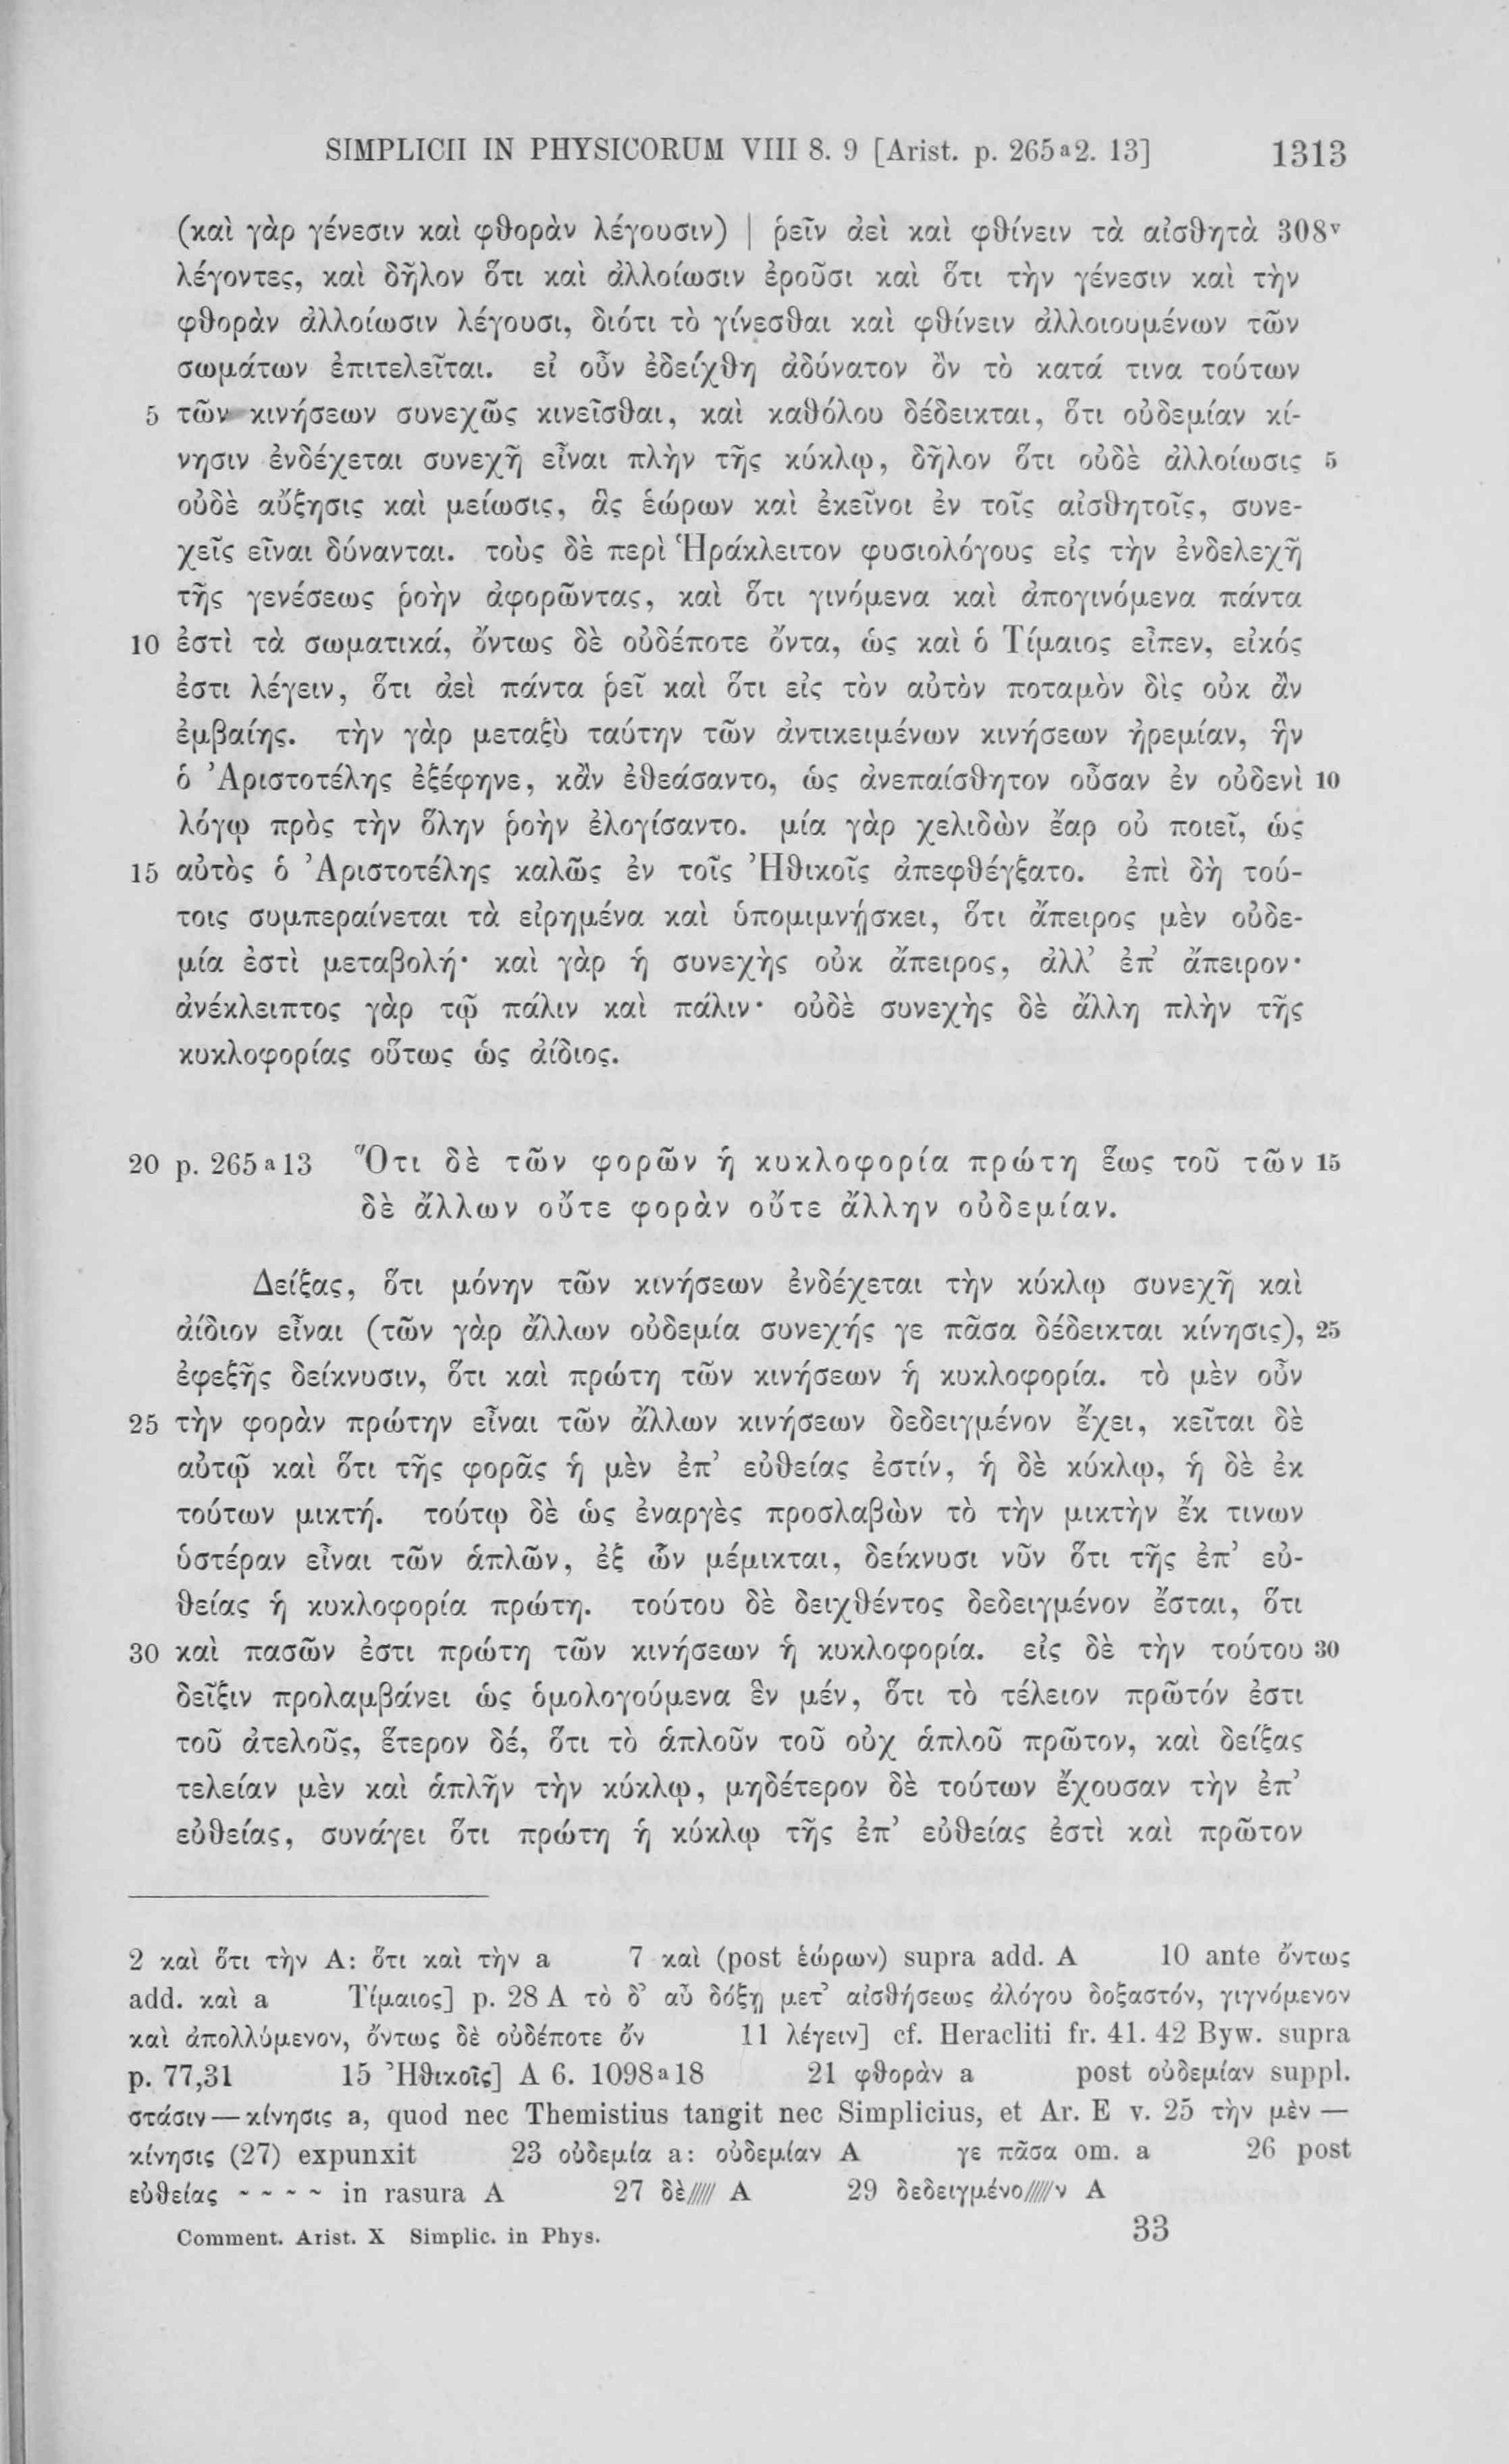 SIMPLICII IN PHYSICORUM VIII 8. 9 [Arist. p. 265ª2. 13] 1313
(καὶ γὰρ γένεσιν καὶ φθορὰν λέγουσιν) | ῥεῖν ἀεὶ καὶ φθίνειν τὰ αἰσθητὰ 308ᵛ
λέγοντες, καὶ δῆλον ὅτι καὶ ἀλλοίωσιν ἐροῦσι καὶ ὅτι τὴν γένεσιν καὶ τὴν
φθορὰν ἀλλοίωσιν λέγουσι, διότι τὸ γίνεσθαι καὶ φθίνειν ἀλλοιουμένων τῶν
σωμάτων ἐπιτελεῖται. εἰ οὖν ἐδείχθη ἀδύνατον ὂν τὸ κατά τινα τούτων
5 τῶν κινήσεων συνεχῶς κινεῖσθαι, καὶ καθόλου δέδεικται, ὅτι οὐδεμίαν κί-
νησιν ἐνδέχεται συνεχῆ εἶναι πλὴν τῆς κύκλῳ, δῆλον ὅτι οὐδὲ ἀλλοίωσις 5
οὐδὲ αὔξησις καὶ μείωσις, ἃς ἑώρων καὶ ἐκεῖνοι ἐν τοῖς αἰσθητοῖς, συνε-
χεῖς εἶναι δύνανται. τοὺς δὲ περὶ Ἡράκλειτον φυσιολόγους εἰς τὴν ἐνδελεχῆ
τῆς γενέσεως ῥοὴν ἀφορῶντας, καὶ ὅτι γινόμενα καὶ ἀπογινόμενα πάντα
10 ἐστὶ τὰ σωματικά, ὄντως δὲ οὐδέποτε ὄντα, ὡς καὶ ὁ Τίμαιος εἶπεν, εἰκός
ἐστι λέγειν, ὅτι ἀεὶ πάντα ῥεῖ καὶ ὅτι εἰς τὸν αὐτὸν ποταμὸν δὶς οὐκ ἂν
ἐμβαίης. τὴν γὰρ μεταξὺ ταύτην τῶν ἀντικειμένων κινήσεων ἠρεμίαν, ἣν
ὁ Ἀριστοτέλης ἐξέφηνε, κἂν ἐθεάσαντο, ὡς ἀνεπαίσθητον οὖσαν ἐν οὐδενὶ 10
λόγῳ πρὸς τὴν ὅλην ῥοὴν ἐλογίσαντο. μία γὰρ χελιδὼν ἔαρ οὐ ποιεῖ, ὡς
15 αὐτὸς ὁ Ἀριστοτέλης καλῶς ἐν τοῖς Ἠθικοῖς ἀπεφθέγξατο. ἐπὶ δὴ τού-
τοις συμπεραίνεται τὰ εἰρημένα καὶ ὑπομιμνῄσκει, ὅτι ἄπειρος μὲν οὐδε-
μία ἐστὶ μεταβολή· καὶ γὰρ ἡ συνεχὴς οὐκ ἄπειρος, ἀλλ’ ἐπ’ ἄπειρον·
ἀνέκλειπτος γὰρ τῷ πάλιν καὶ πάλιν· οὐδὲ συνεχὴς δὲ ἄλλη πλὴν τῆς
κυκλοφορίας οὕτως ὡς ἀίδιος.
20 p. 265ª13 Ὅτι δὲ τῶν φορῶν ἡ κυκλοφορία πρώτη ἕως τοῦ τῶν 15
δὲ ἄλλων οὔτε φορὰν οὔτε ἄλλην οὐδεμίαν.
Δείξας, ὅτι μόνην τῶν κινήσεων ἐνδέχεται τὴν κύκλῳ συνεχῆ καὶ
ἀίδιον εἶναι (τῶν γὰρ ἄλλων οὐδεμία συνεχής γε πᾶσα δέδεικται κίνησις), 25
ἐφεξῆς δείκνυσιν, ὅτι καὶ πρώτη τῶν κινήσεων ἡ κυκλοφορία. τὸ μὲν οὖν
25 τὴν φορὰν πρώτην εἶναι τῶν ἄλλων κινήσεων δεδειγμένον ἔχει, κεῖται δὲ
αὐτῷ καὶ ὅτι τῆς φορᾶς ἡ μὲν ἐπ’ εὐθείας ἐστίν, ἡ δὲ κύκλῳ, ἡ δὲ ἐκ
τούτων μικτή. τούτῳ δὲ ὡς ἐναργὲς προσλαβὼν τὸ τὴν μικτὴν ἔκ τινων
ὑστέραν εἶναι τῶν ἁπλῶν, ἐξ ὧν μέμικται, δείκνυσι νῦν ὅτι τῆς ἐπ’ εὐ-
θείας ἡ κυκλοφορία πρώτη. τούτου δὲ δειχθέντος δεδειγμένον ἔσται, ὅτι
30 καὶ πασῶν ἐστι πρώτη τῶν κινήσεων ἡ κυκλοφορία. εἰς δὲ τὴν τούτου 30
δεῖξιν προλαμβάνει ὡς ὁμολογούμενα ἓν μέν, ὅτι τὸ τέλειον πρῶτόν ἐστι
τοῦ ἀτελοῦς, ἕτερον δέ, ὅτι τὸ ἁπλοῦν τοῦ οὐχ ἁπλοῦ πρῶτον, καὶ δείξας
τελείαν μὲν καὶ ἁπλῆν τὴν κύκλῳ, μηδέτερον δὲ τούτων ἔχουσαν τὴν ἐπ’
εὐθείας, συνάγει ὅτι πρώτη ἡ κύκλῳ τῆς ἐπ’ εὐθείας ἐστὶ καὶ πρῶτον
2 καὶ ὅτι τὴν A: ὅτι καὶ τὴν a 7 καὶ (post ἑώρων) supra add. A 10 ante ὄντως
add. καὶ a Τίμαιος] p. 28 A τὸ δ’ αὖ δόξῃ μετ’ αἰσθήσεως ἀλόγου δοξαστόν, γιγνόμενον
καὶ ἀπολλύμενον, ὄντως δὲ οὐδέποτε ὄν 11 λέγειν] cf. Heracliti fr. 41. 42 Byw. supra
p. 77,31 15 Ἠθικοῖς] A 6. 1098ª18 21 φθορὰν a post οὐδεμίαν suppl.
στάσιν — κίνησις a, quod nec Themistius tangit nec Simplicius, et Ar. E v. 25 τὴν μὲν —
κίνησις (27) expunxit 23 οὐδεμία a: οὐδεμίαν A γε πᾶσα om. a 26 post
εὐθείας ~ ~ ~ ~ in rasura A 27 δὲ///// A 29 δεδειγμένο/////ν A
Comment. Arist. X Simplic. in Phys. 33